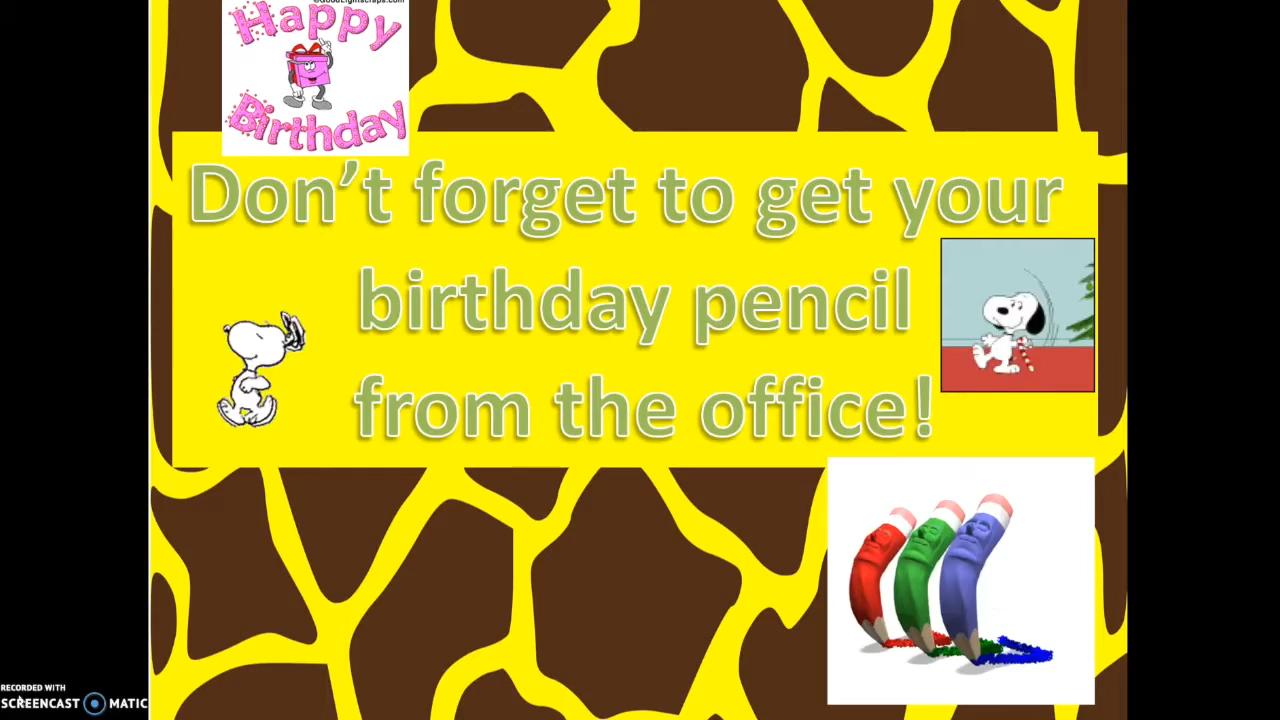 Happy
Birthday
Don't forget to get your
birthday pencil
from the office!
RECORDED WITH
SCREENCAST MATIC